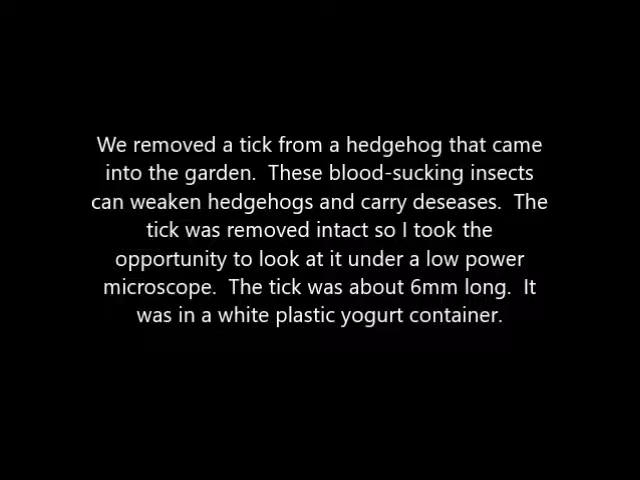 We removed a tick from a hedgehog that came
into the garden.  These blood-sucking insects
can weaken hedgehogs and carry deseases.  The
tick was removed intact so I took the
opportunity to look at it under a low power
microscope.  The tick was about 6mm long.  It
was in a white plastic yogurt container.